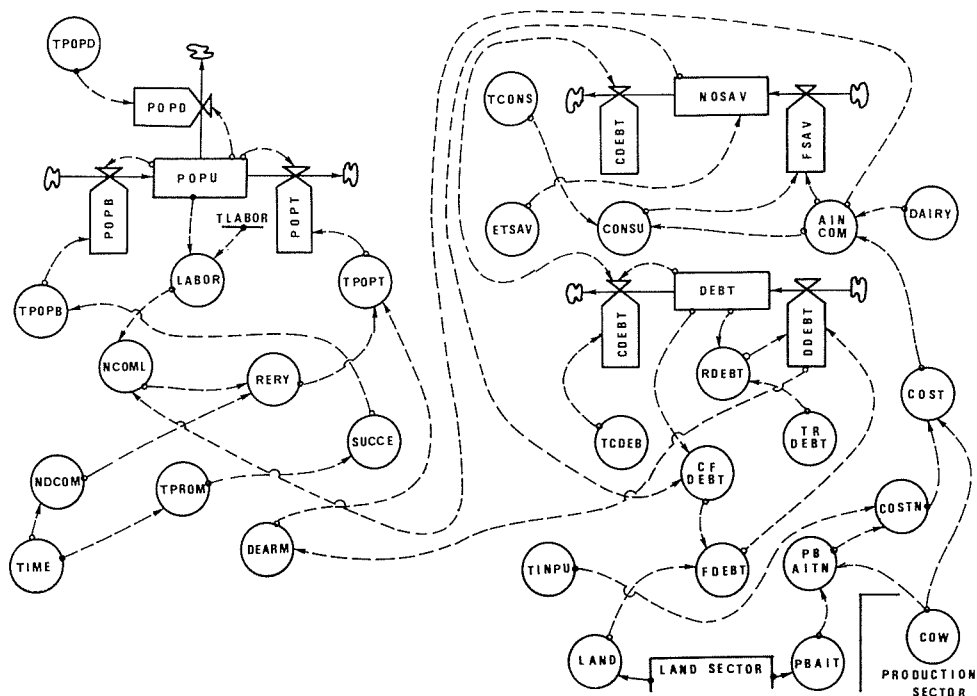 TPOPD
POPD
POPU
POPB
POPT
TLABOR
LABOR
TPOPB
TPOPT
NCOML
RERY
SUCCE
NDCOM
TPROM
TIME
DEARM
TCONS
NOSAV
CDEBT
FSAV
ETSAV
CONSU
AIN
COM
DAIRY
DEBT
CDEBT
DDEBT
RDEBT
COST
TCDEB
TR
DEBT
CF
DEBT
COSTN
TINPU
FDEBT
PB
AITN
LAND
LAND SECTOR
PBAIT
COW
PRODUCTION
SECTOR